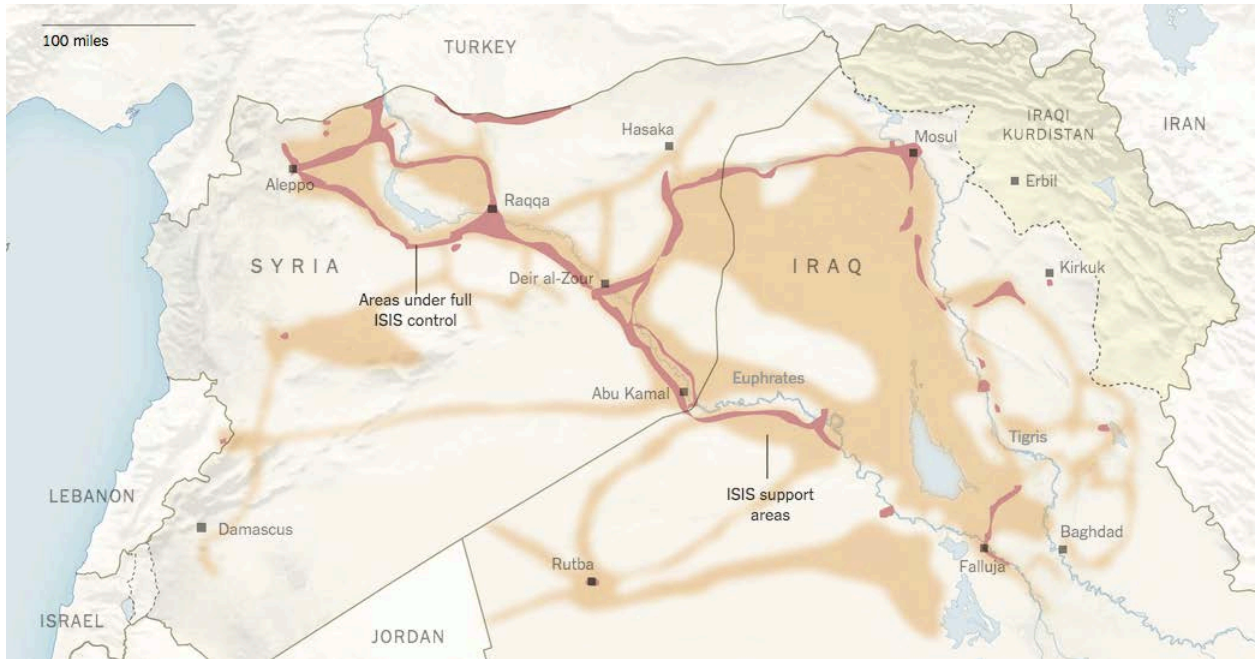 100 miles
TURKEY
IRAQI
KURDISTAN
IRAN
Hasaka
Mosul
Aleppo
Erbil
Raqqa
SYRIA
IRAQ
Kirkuk
Deir al-Zour
Areas under full
ISIS control
Abu Kamal
Euphrates
Tigris
LEBANON
ISIS support
areas
Damascus
Baghdad
Rutba
Falluja
ISRAEL
JORDAN